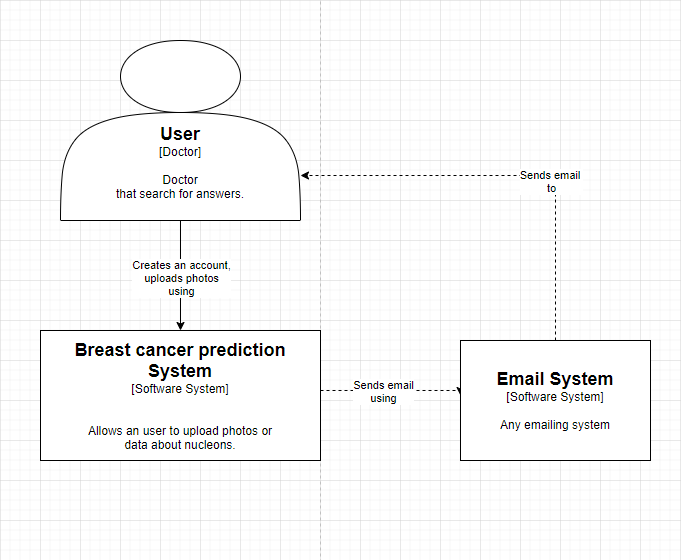 User
[Doctor]
Doctor
that search for answers.
Sends email
to
Creates an account,
uploads photos
using
Breast cancer prediction
System
[Software System]
Allows an user to upload photos or
data about nucleons.
Sends email
using
Email System
[Software System]
Any emailing system